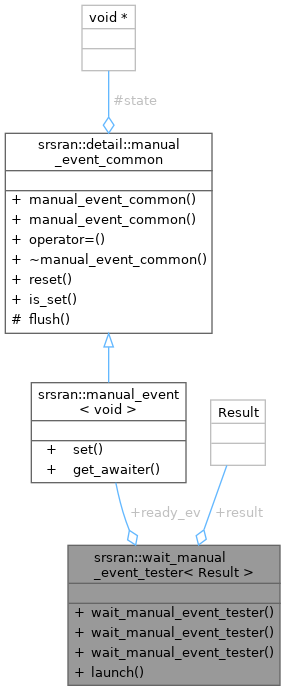 void *
#state
srsran::detail::manual
_event_common
+ manual_event_common()
+ manual_event_common()
+ operator=()
+ ~manual_event_common()
+ reset()
+ is_set()
# flush()
srsran::manual_event
< void >
+ set()
+ get_awaiter()
Result
+ready_ev
+result
srsran::wait_manual
_event_tester< Result >
+ wait_manual_event_tester()
+ wait_manual_event_tester()
+ wait_manual_event_tester()
+ launch()